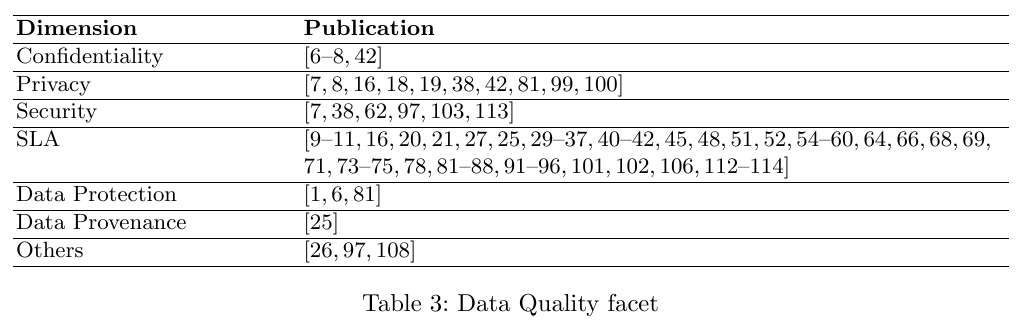 Dimension Publication
Confidentiality [6–8, 42]
Privacy [7, 8, 16, 18, 19, 38, 42, 81, 99, 100]
Security [7, 38, 62, 97, 103, 113]
SLA [9–11, 16, 20, 21, 27, 25, 29–37, 40–42, 45, 48, 51, 52, 54–60, 64, 66, 68, 69,
71, 73–75, 78, 81–88, 91–96, 101, 102, 106, 112–114]
Data Protection [1, 6, 81]
Data Provenance [25]
Others [26, 97, 108]
Table 3: Data Quality facet